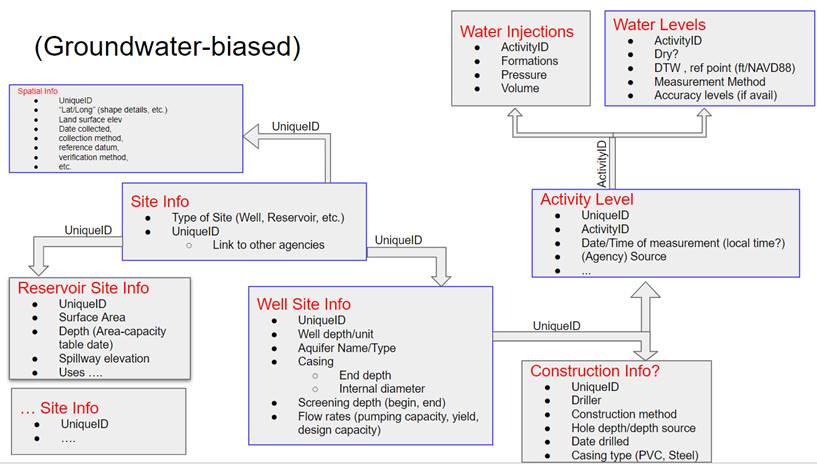 (Groundwater-biased)
Water Injections
● ActivityID
● Formations
● Pressure
● Volume
Water Levels
● ActivityID
● Dry?
● DTW , ref point (ft/NAVD88)
● Measurement Method
● Accuracy levels (if avail)
Spatial Info
● UniqueID
● "Lat/Long" (shape details, etc.)
● Land surface elev
● Date collected,
● collection method,
● reference datum,
● verification method,
● etc.
UniqueID
ActivityID
Site Info
● Type of Site (Well, Reservoir, etc.)
● UniqueID
○ Link to other agencies
Activity Level
● UniqueID
● ActivityID
● Date/Time of measurement (local time?)
● (Agency) Source
● ...
UniqueID
UniqueID
Reservoir Site Info
● UniqueID
● Surface Area
● Depth (Area-capacity
table date)
● Spillway elevation
● Uses ….
Well Site Info
● UniqueID
● Well depth/unit
● Aquifer Name/Type
● Casing
○ End depth
○ Internal diameter
● Screening depth (begin, end)
● Flow rates (pumping capacity, yield,
design capacity)
UniqueID
Construction Info?
● UniqueID
● Driller
● Construction method
● Hole depth/depth source
● Date drilled
● Casing type (PVC, Steel)
… Site Info
● UniqueID
● ….